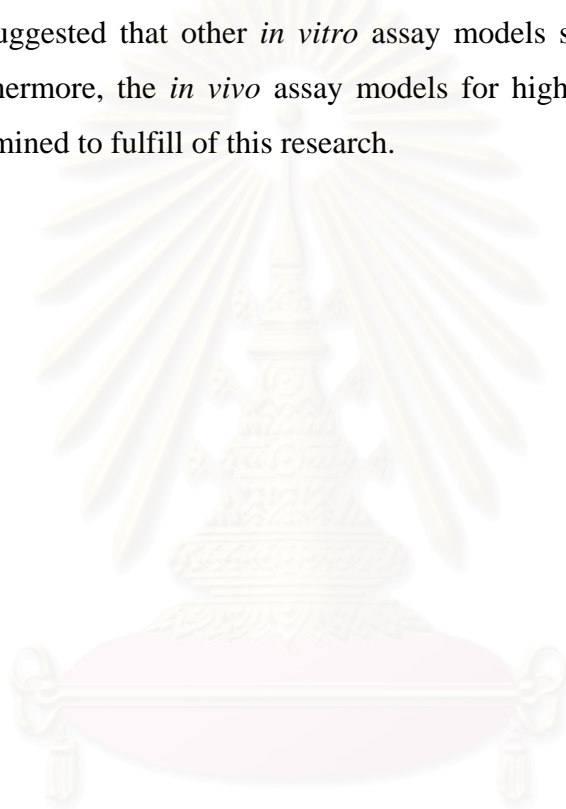 uggested that other in vitro assay models s
hermore, the in vivo assay models for high
mined to fulfill of this research.